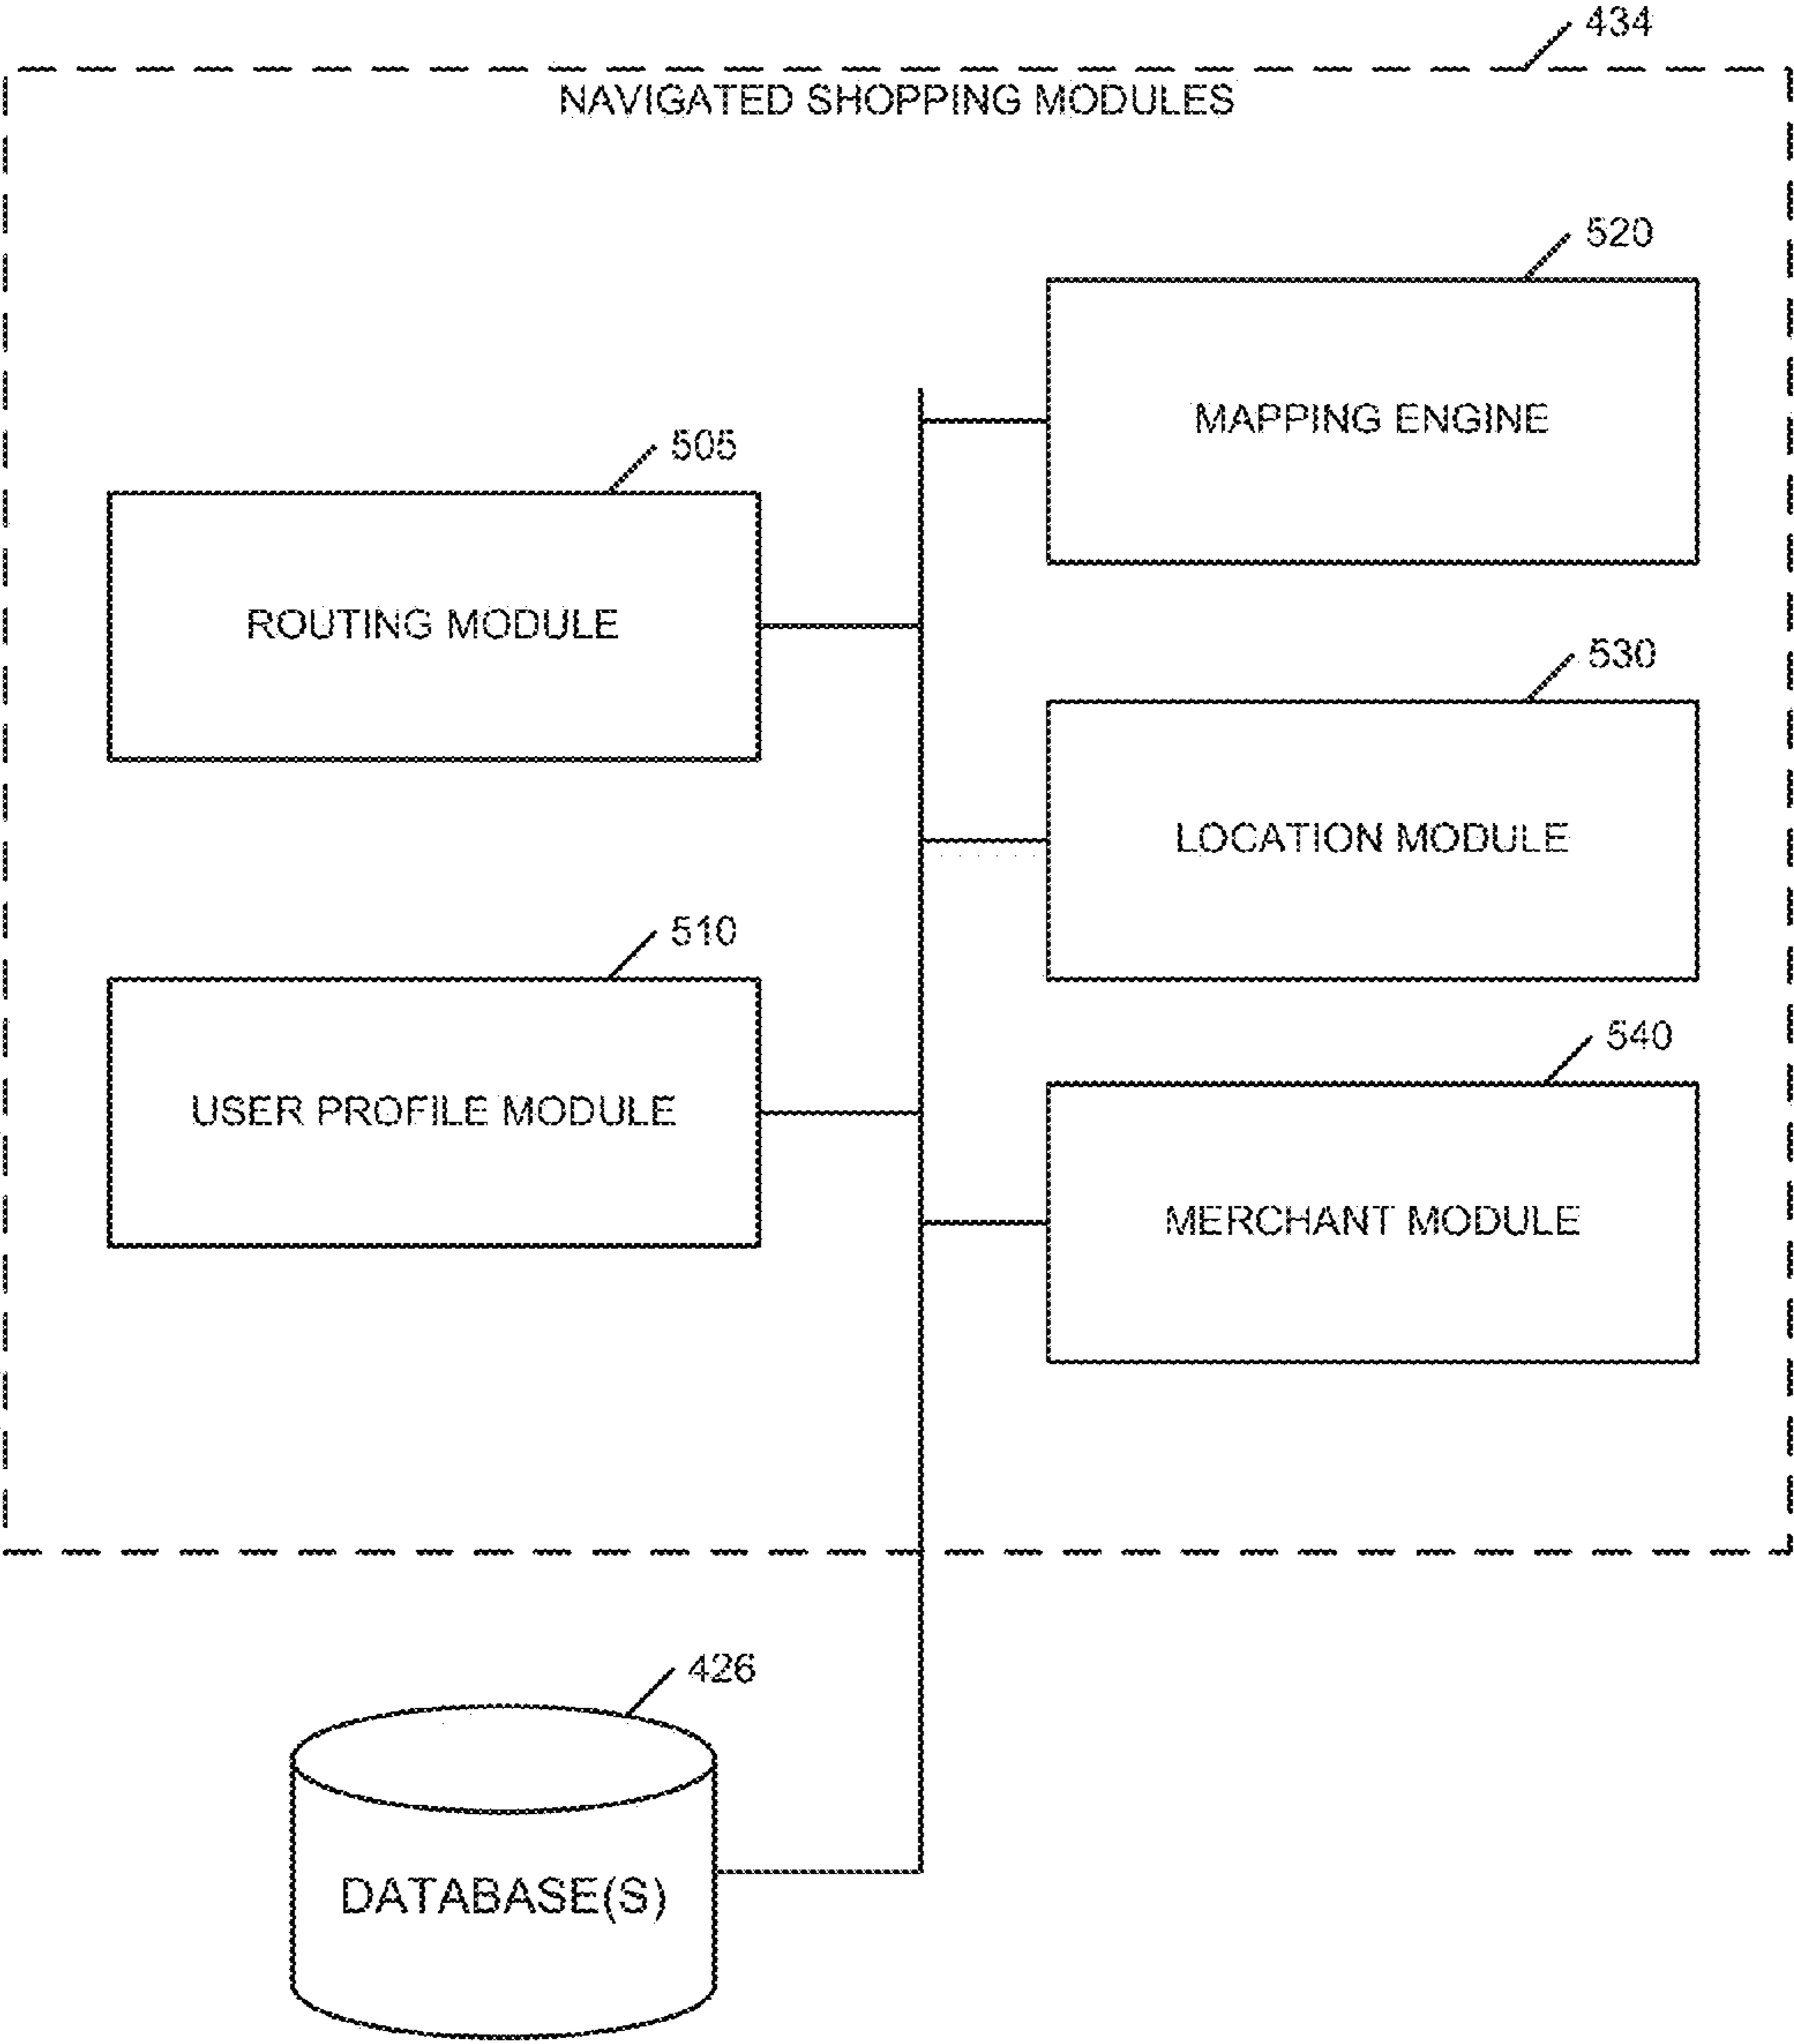 434
NAVIGATED SHOPPING MODULES
520
MAPPING ENGINE
505
ROUTING MODULE
530
LOCATION MODULE
510
USER PROFILE MODULE
540
MERCHANT MODULE
426
DATABASE(S)